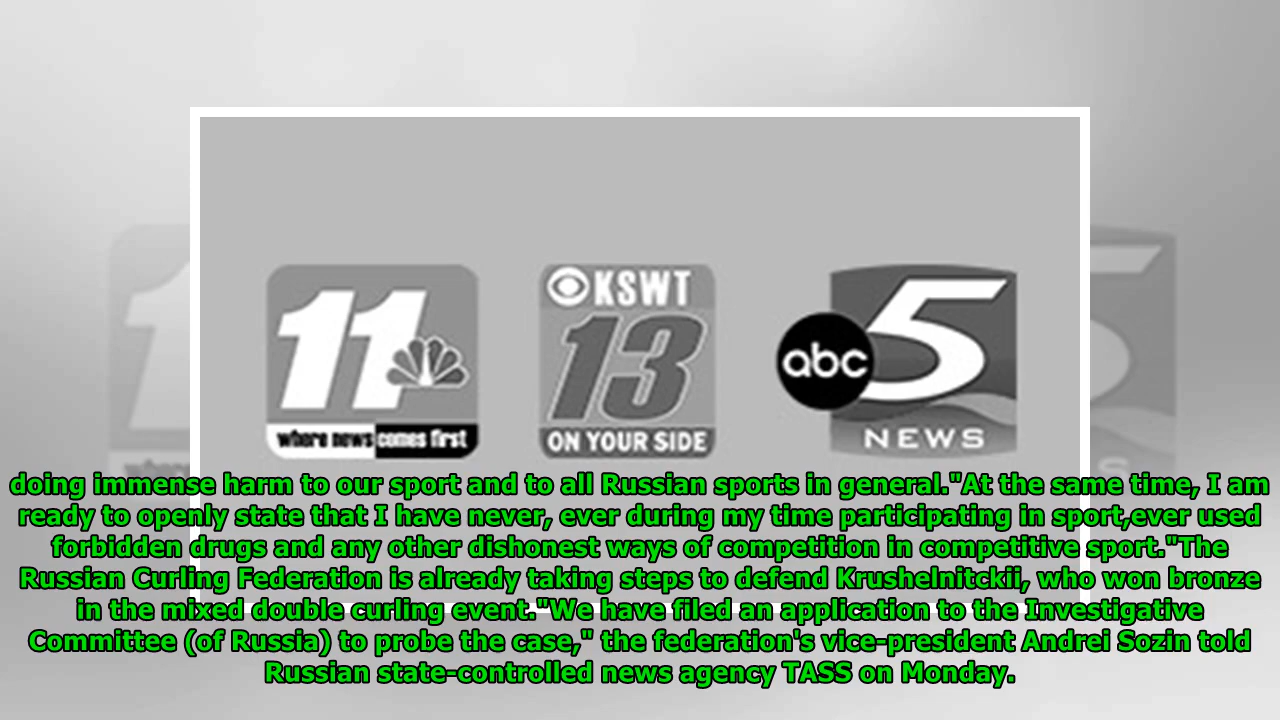 11
where news comes first
KSWT
13
ON YOUR SIDE
abc
5
NEWS
doing immense harm to our sport and to all Russian sports in general."At the same time, I am
ready to openly state that I have never, ever during my time participating in sport,ever used
forbidden drugs and any other dishonest ways of competition in competitive sport."The
Russian Curling Federation is already taking steps to defend Krushelnitckii, who won bronze
in the mixed double curling event."We have filed an application to the Investigative
Committee (of Russia) to probe the case," the federation's vice-president Andrei Sozin told
Russian state-controlled news agency TASS on Monday.